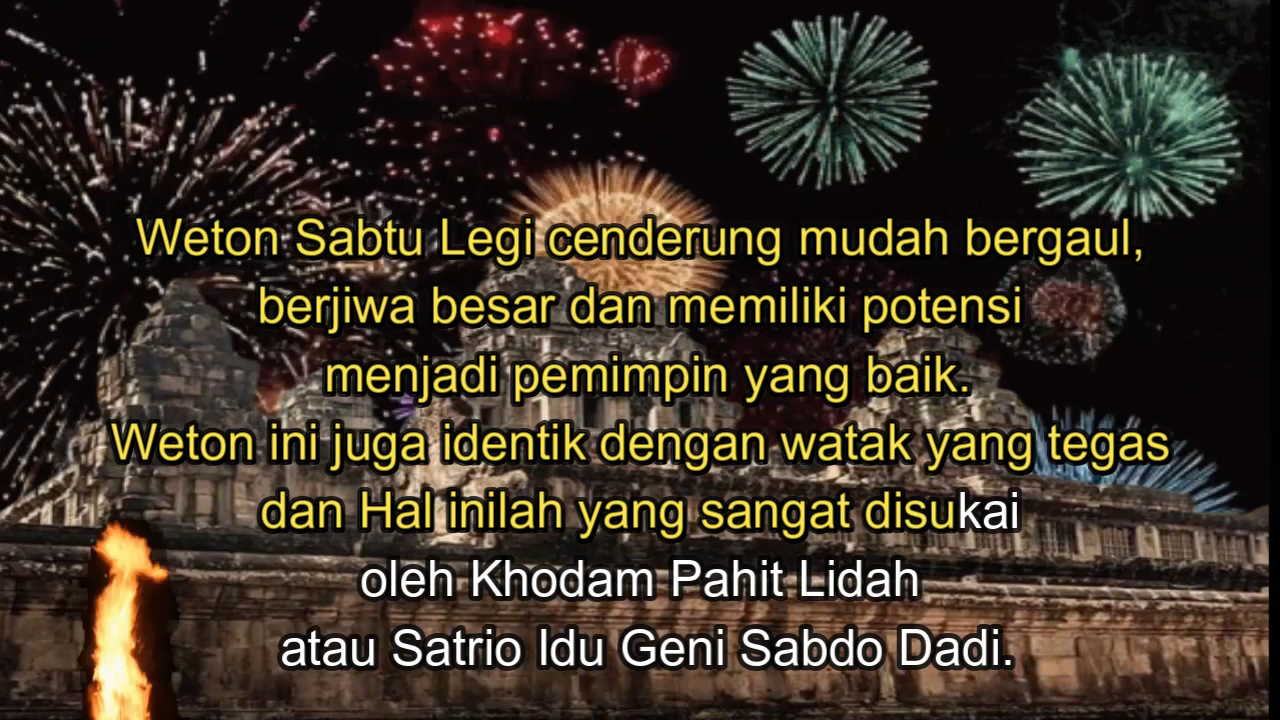 Weton Sabtu Legi cenderung mudah bergaul,
berjiwa besar dan memiliki potensi
menjadi pemimpin yang baik.
Weton ini juga identik dengan watak yang tegas
dan Hal inilah yang sangat disukai
oleh Khodam Pahit Lidah
atau Satrio Idu Geni Sabdo Dadi.